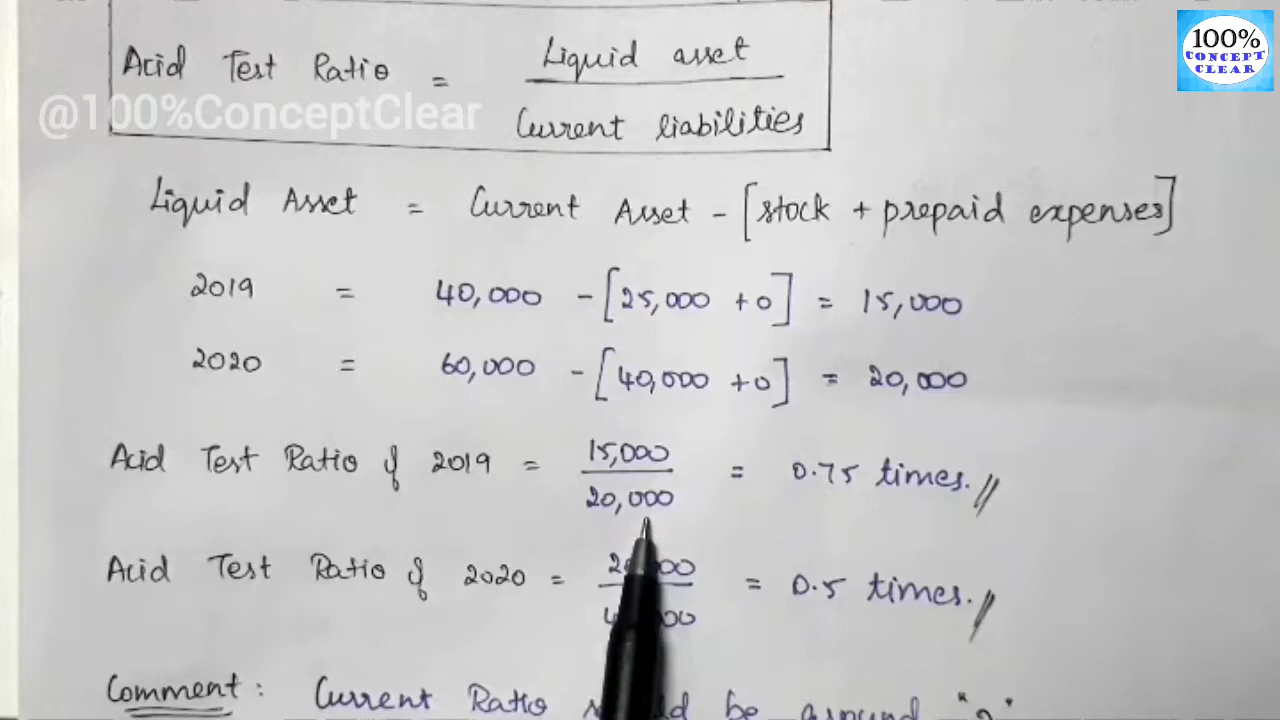 100%
CONCEPT
CLEAR
Acid Test Ratio = Liquid asset
Current liabilities
@100%ConceptClear
Liquid Asset = Current Asset - [stock + prepaid expenses]
2019 = 40,000 - [25,000 + 0] = 15,000
2020 = 60,000 - [40,000 + 0] = 20,000
Acid Test Ratio of 2019 = 15,000
20,000
= 0.75 times.
Acid Test Ratio of 2020 =
= 0.5 times.
Comment : Current Ratio be around